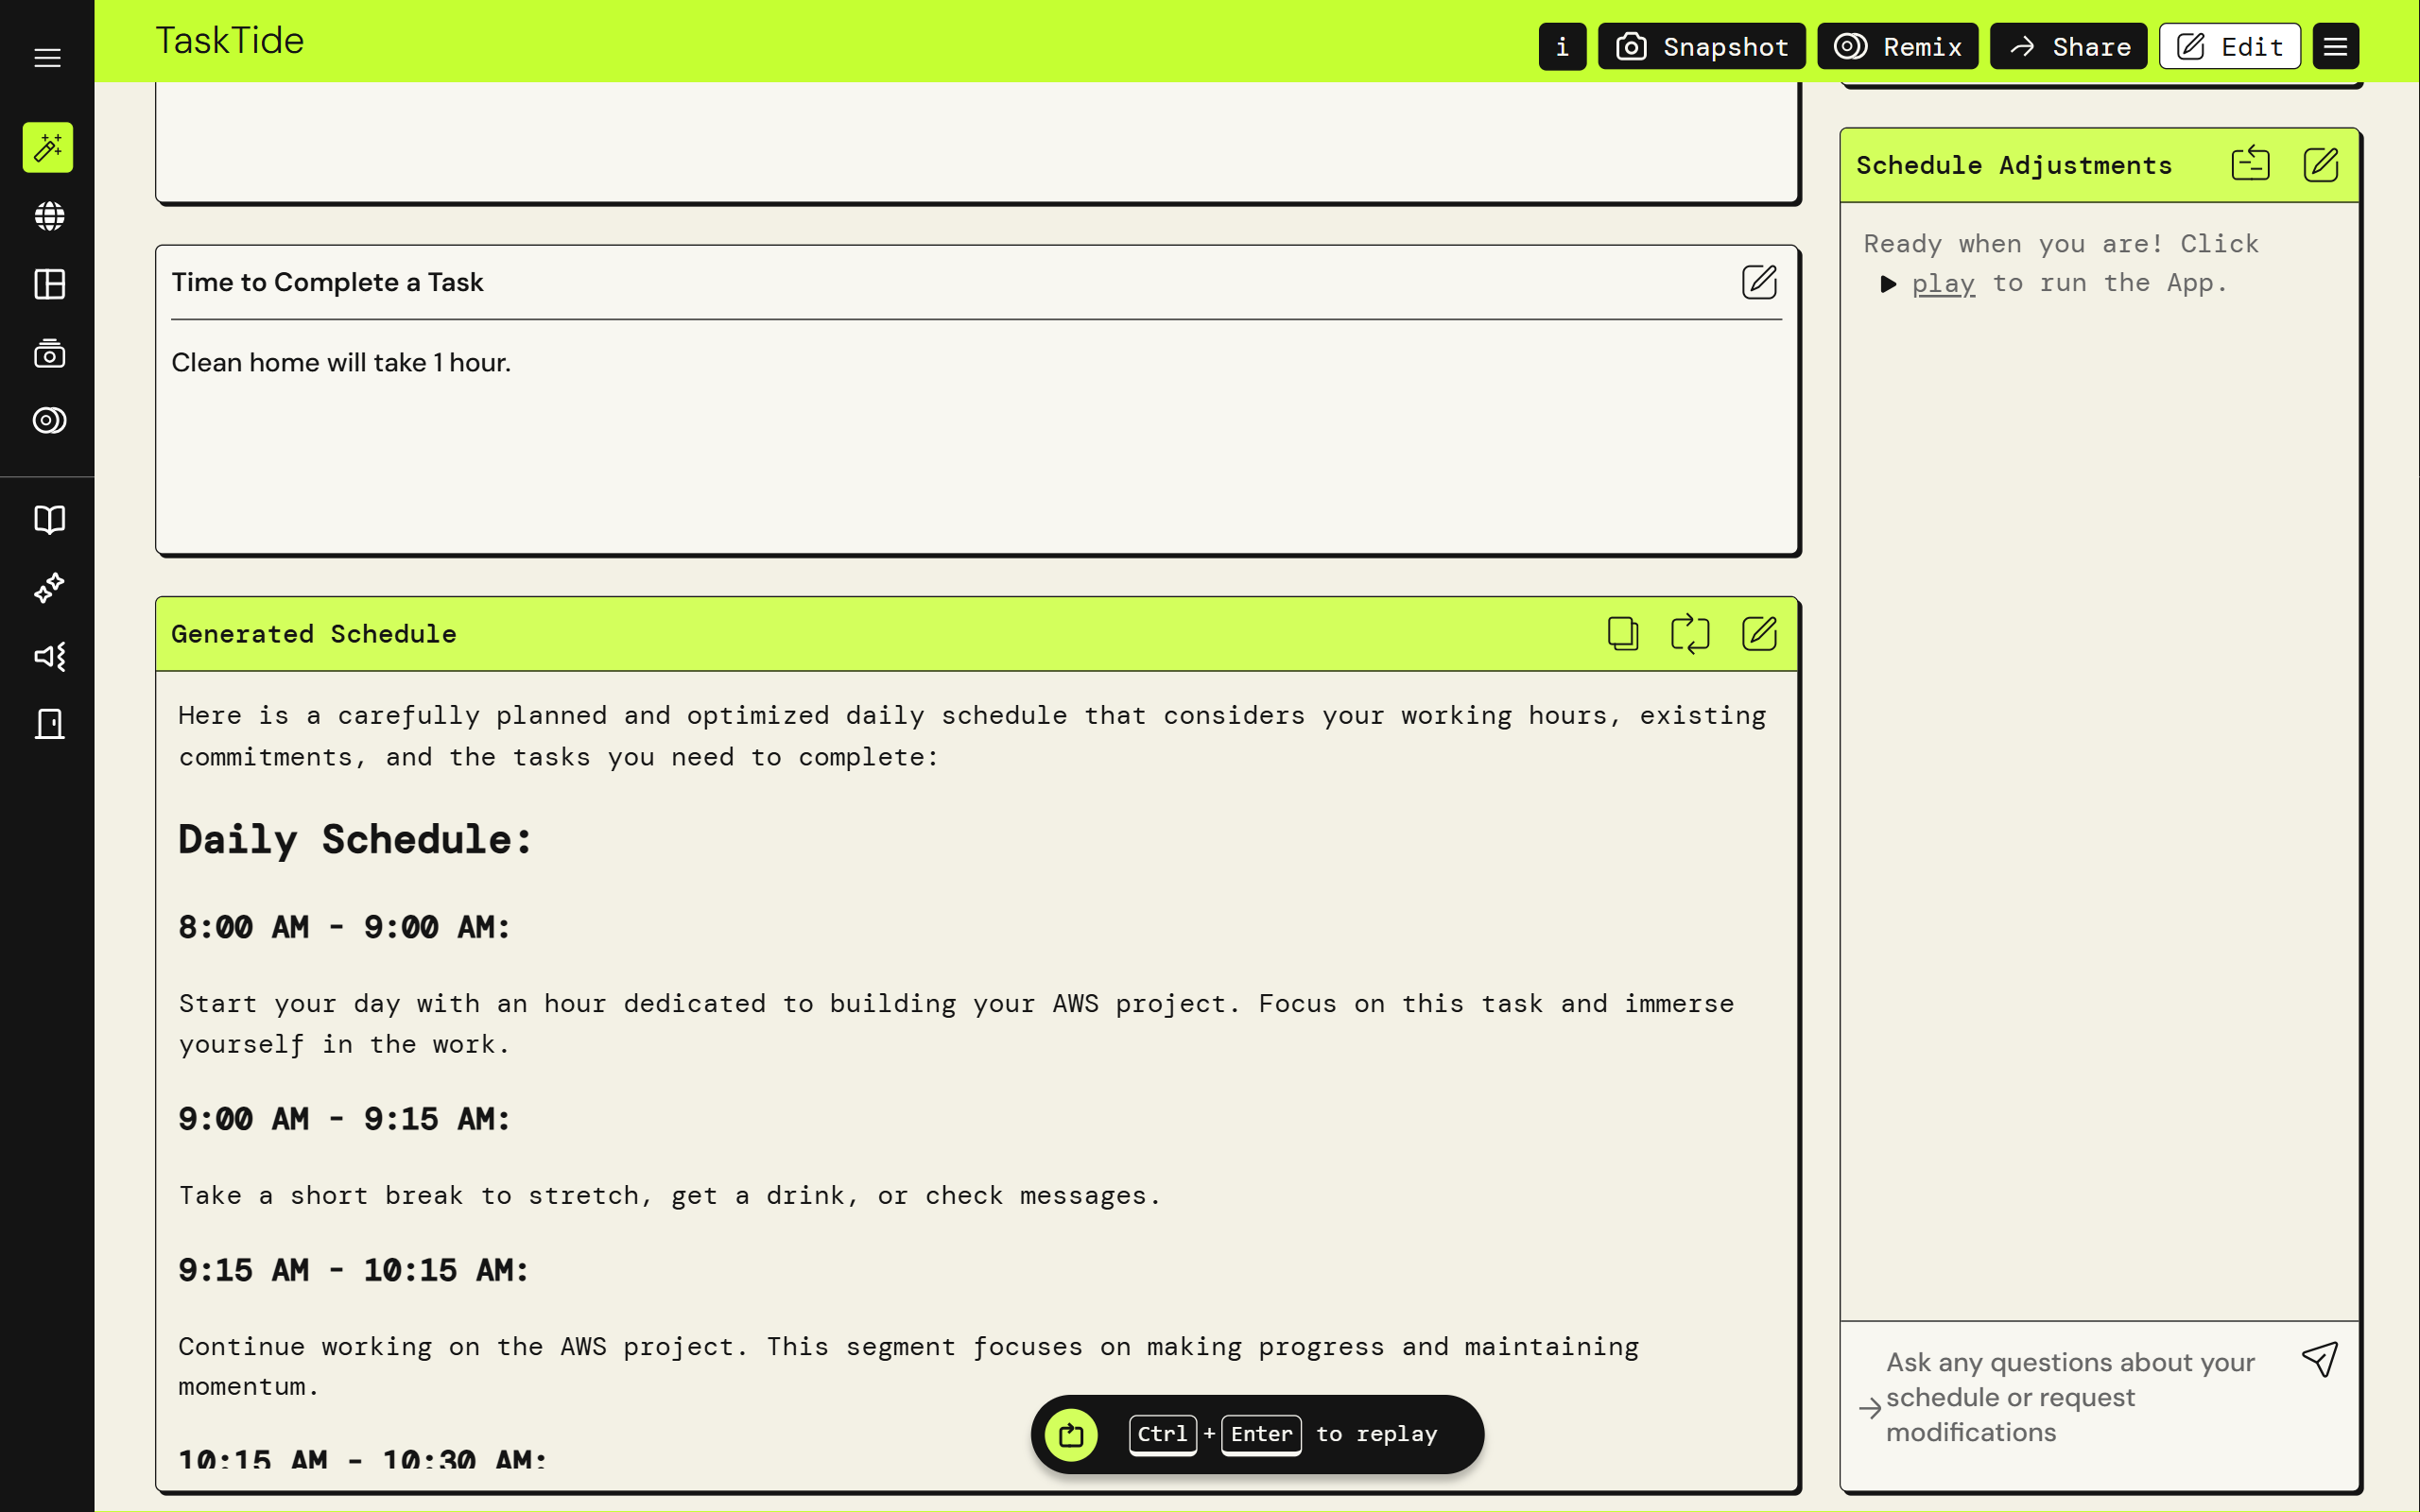 TaskTide
i
Snapshot
Remix
Share
Edit
Time to Complete a Task
Clean home will take 1 hour.
Generated Schedule
Here is a carefully planned and optimized daily schedule that considers your working hours, existing
commitments, and the tasks you need to complete:
Daily Schedule:
8:00 AM - 9:00 AM:
Start your day with an hour dedicated to building your AWS project. Focus on this task and immerse
yourself in the work.
9:00 AM - 9:15 AM:
Take a short break to stretch, get a drink, or check messages.
9:15 AM - 10:15 AM:
Continue working on the AWS project. This segment focuses on making progress and maintaining
momentum.
10:15 AM - 10:30 AM:
Ctrl + Enter to replay
Schedule Adjustments
Ready when you are! Click
play to run the App.
Ask any questions about your
schedule or request
modifications